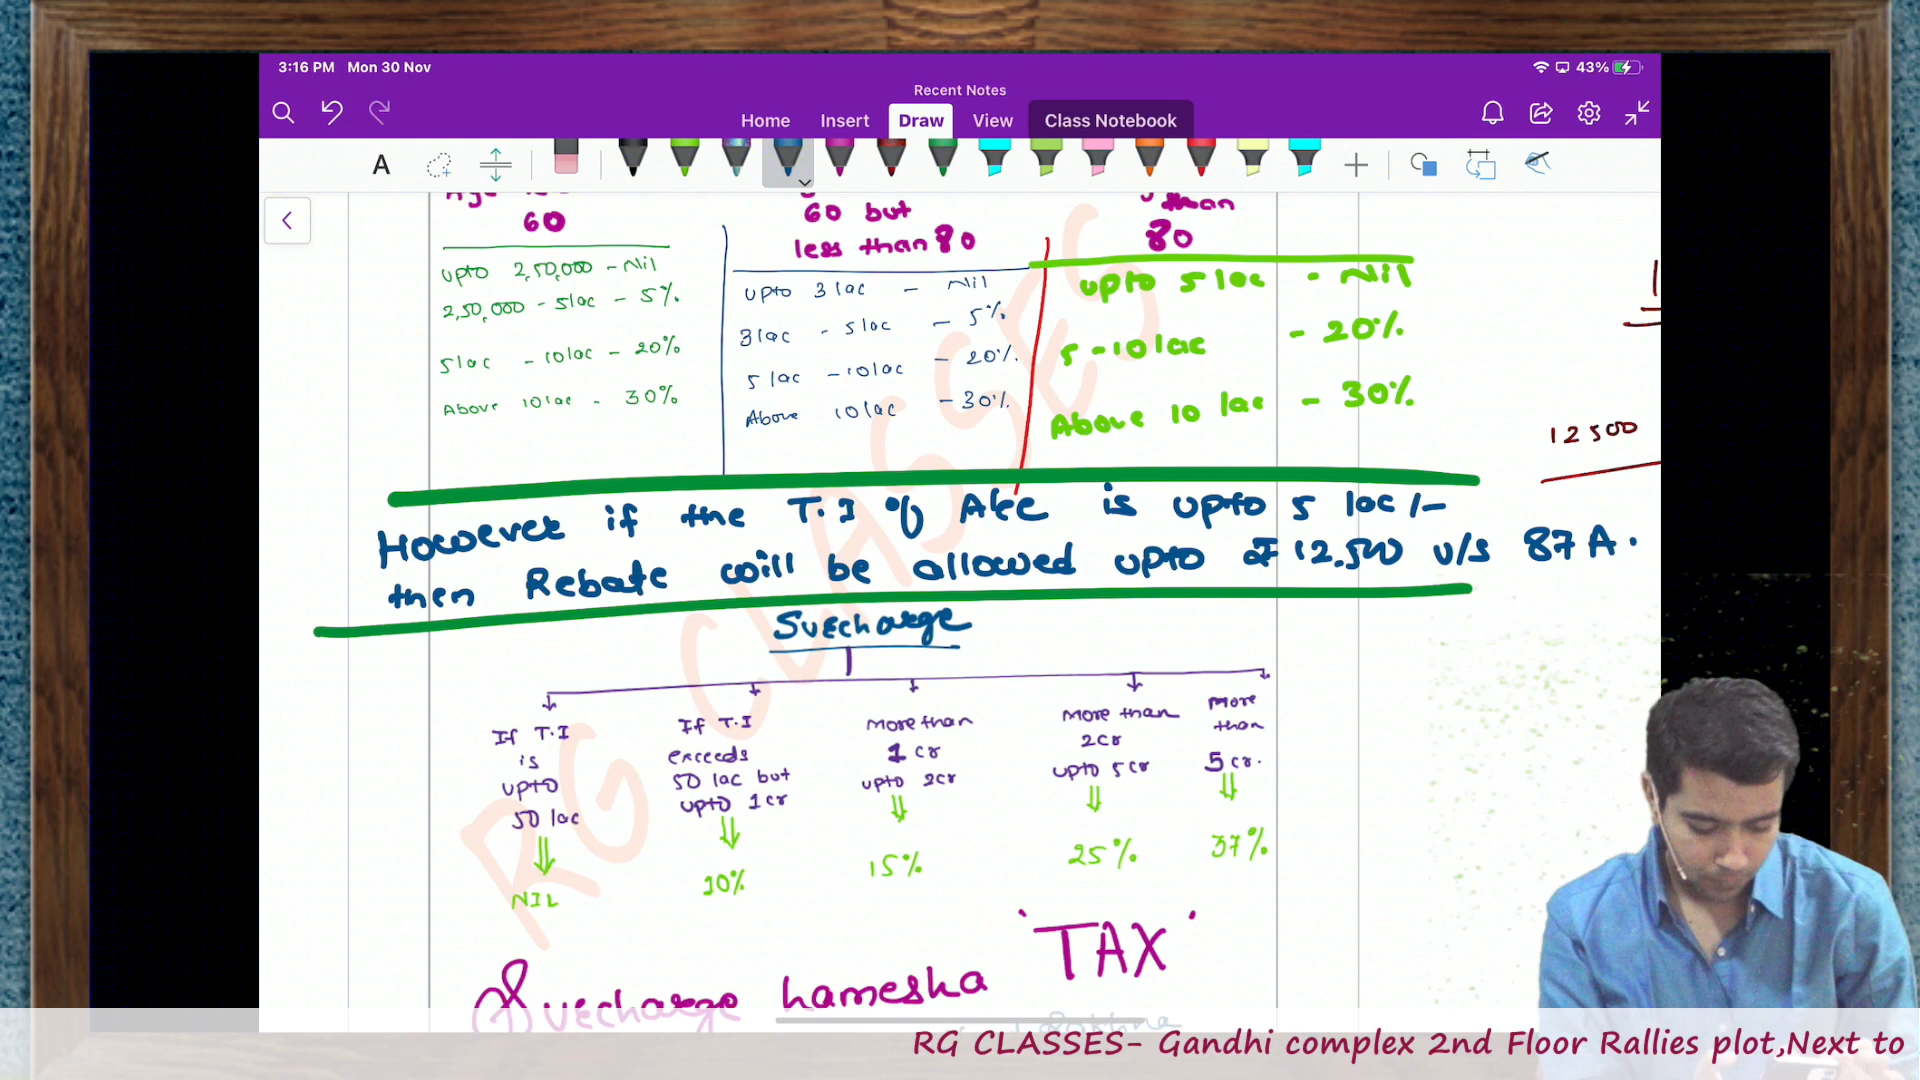 3:16 PM Mon 30 Nov
43%
Recent Notes
Home Insert Draw View Class Notebook
A
60
upto 2,50,000 - Nil
2,50,000 - 5lac - 5%
5lac - 10lac - 20%
Above 10lac - 30%
60 but
less than 80
upto 3 lac - Nil
3lac - 5lac - 5%
5 lac - 10lac - 20%.
Above 10lac - 30%.
than
80
upto 5 lac - Nil
5 - 10 lac - 20%.
Above 10 lac - 30%.
12500
However if the T.I of A&e is upto 5 lac/-
then Rebate will be allowed upto ₹ 12,500 u/s 87A.
Surcharge
If T.I
is
upto
50 lac
NIL
If T.I
exceeds
50 lac but
upto 1cr
10%
More than
1 cr
upto 2cr
15%
More than
2cr
upto 5cr
25%
More
than
5 cr.
37%
Surcharge hamesha 'TAX'
RG CLASSES
RG CLASSES- Gandhi complex 2nd Floor Rallies plot,Next to